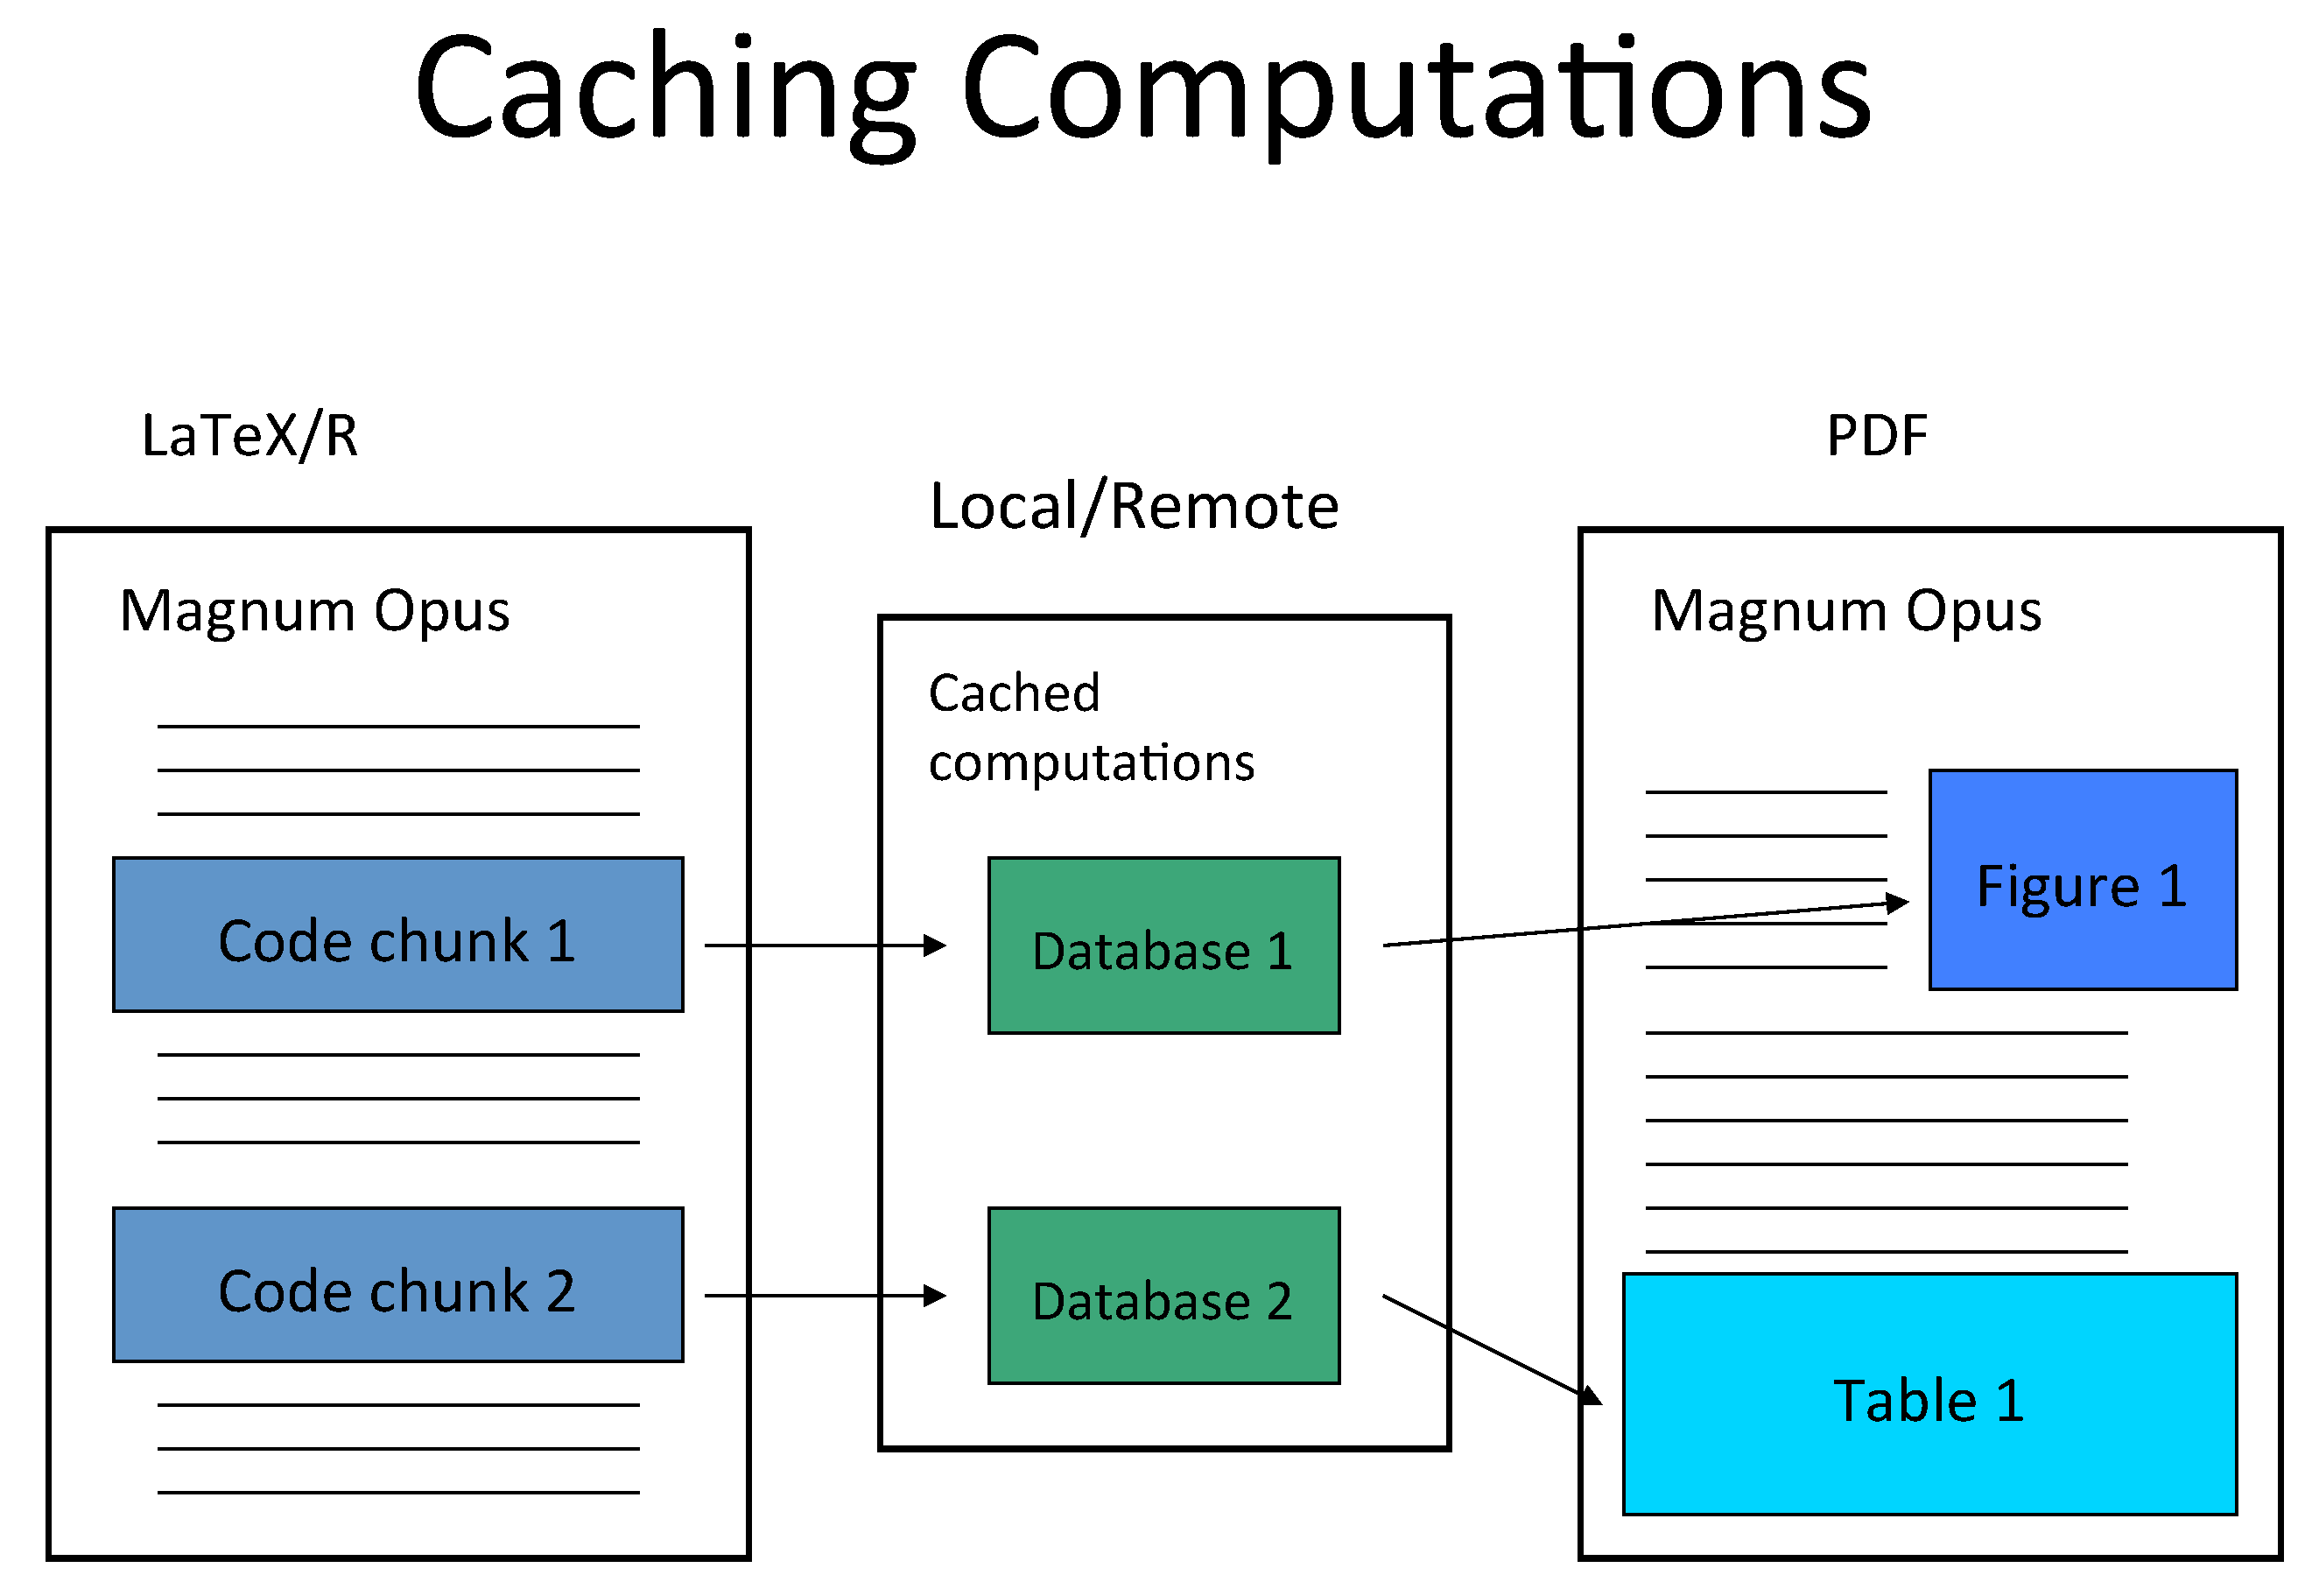 Caching Computations
LaTeX/R
Magnum Opus
Code chunk 1
Code chunk 2
Local/Remote
Cached
computations
Database 1
Database 2
PDF
Magnum Opus
Figure 1
Table 1